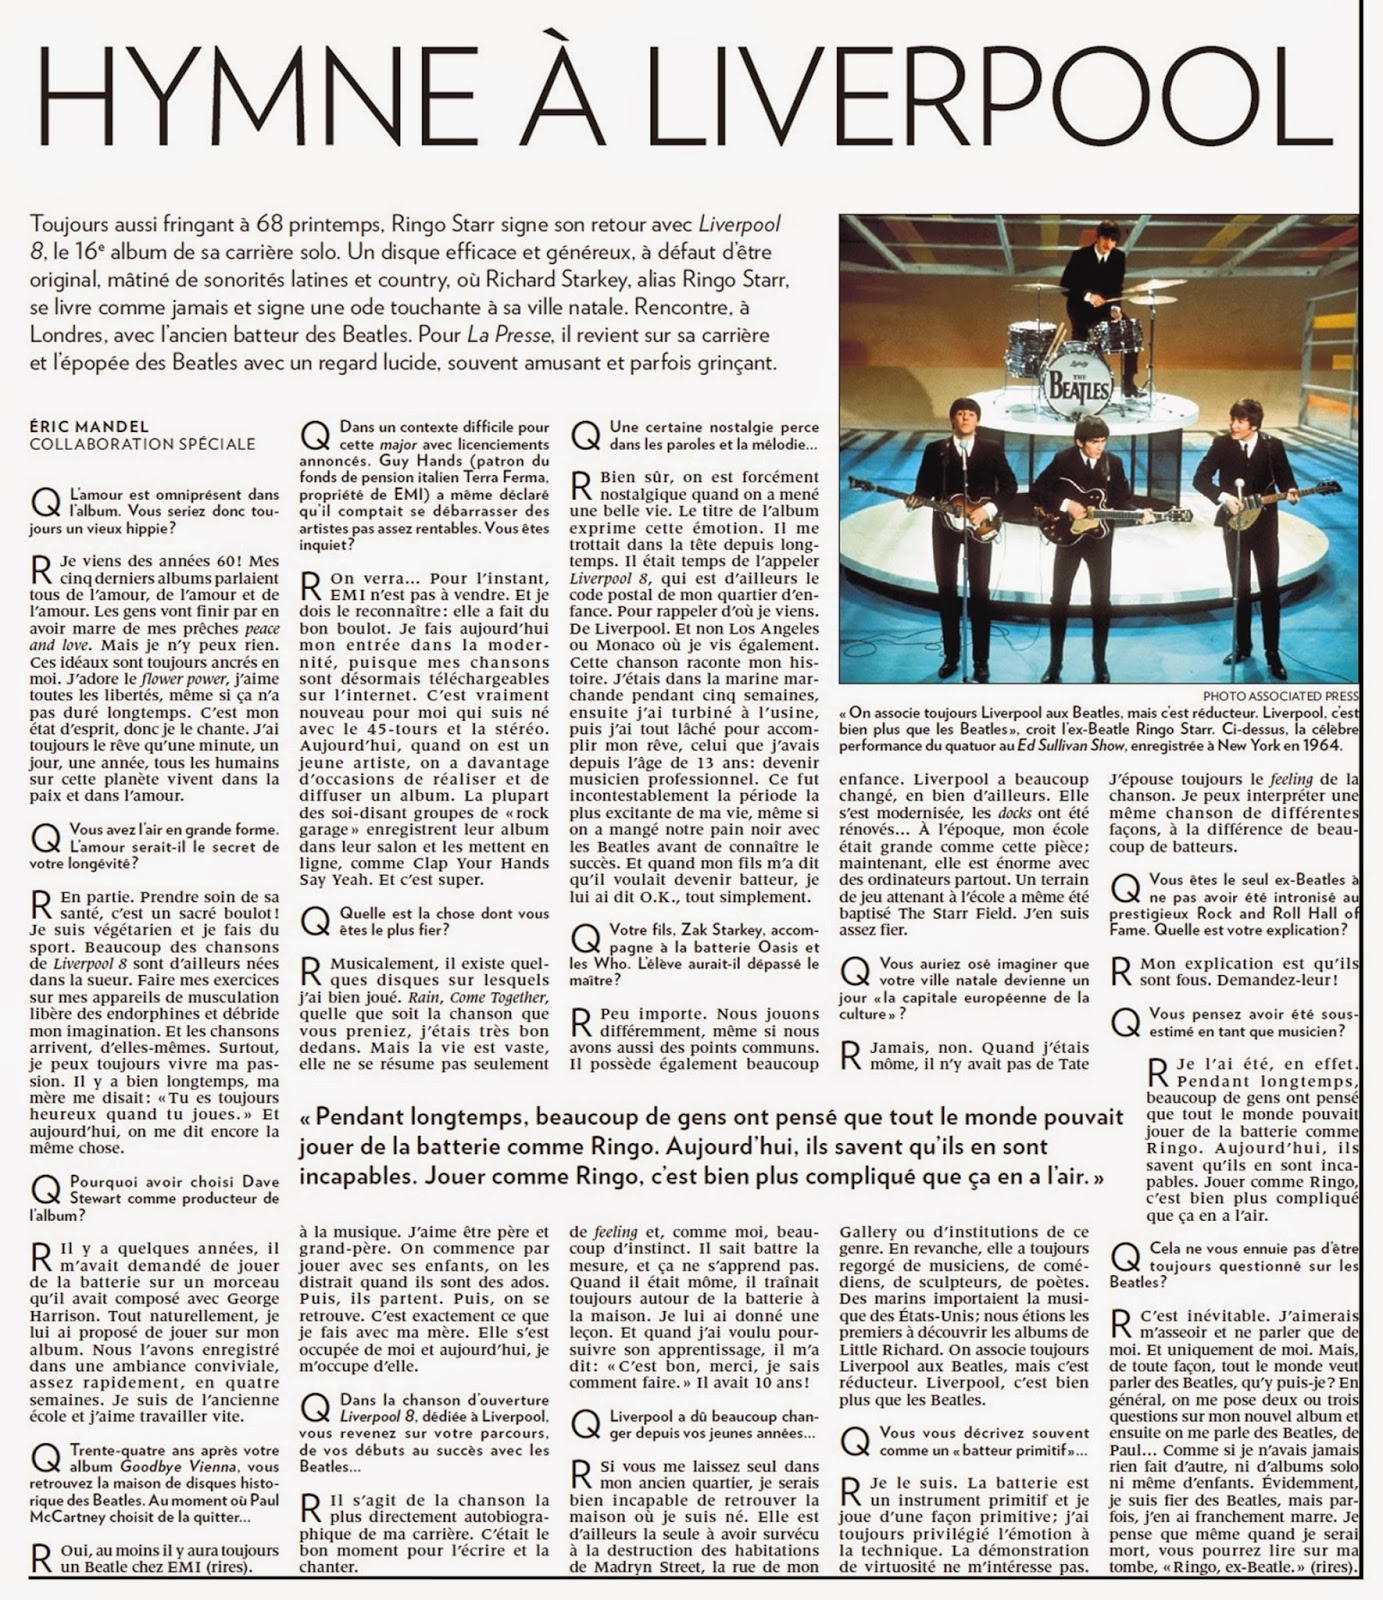 HYMNE À LIVERPOOL
Toujours aussi fringant à 68 printemps, Ringo Starr signe son retour avec Liverpool
8, le 16e album de sa carrière solo. Un disque efficace et généreux, à défaut d'être
original, mâtiné de sonorités latines et country, où Richard Starkey, alias Ringo Starr,
se livre comme jamais et signe une ode touchante à sa ville natale. Rencontre, à
Londres, avec l'ancien batteur des Beatles. Pour La Presse, il revient sur sa carrière
et l'épopée des Beatles avec un regard lucide, souvent amusant et parfois grinçant.
THE
BEATLES
PHOTO ASSOCIATED PRESS
« On associe toujours Liverpool aux Beatles, mais c'est réducteur. Liverpool, c'est
bien plus que les Beatles », croit l'ex-Beatle Ringo Starr. Ci-dessus, la célèbre
performance du quatuor au Ed Sullivan Show, enregistrée à New York en 1964.
ÉRIC MANDEL
COLLABORATION SPÉCIALE
Q L'amour est omniprésent dans
l'album. Vous seriez donc tou-
jours un vieux hippie?
R Je viens des années 60! Mes
cinq derniers albums parlaient
tous de l'amour, de l'amour et de
l'amour. Les gens vont finir par en
avoir marre de mes prêches peace
and love. Mais je n'y peux rien.
Ces idéaux sont toujours ancrés en
moi. J'adore le flower power, j'aime
toutes les libertés, même si ça n'a
pas duré longtemps. C'est mon
état d'esprit, donc je le chante. J'ai
toujours le rêve qu'une minute, un
jour, une année, tous les humains
sur cette planète vivent dans la
paix et dans l'amour.
Q Vous avez l'air en grande forme.
L'amour serait-il le secret de
votre longévité?
R En partie. Prendre soin de sa
santé, c'est un sacré boulot!
Je suis végétarien et je fais du
sport. Beaucoup des chansons
de Liverpool 8 sont d'ailleurs nées
dans la sueur. Faire mes exercices
sur mes appareils de musculation
libère des endorphines et débride
mon imagination. Et les chansons
arrivent, d'elles-mêmes. Surtout,
je peux toujours vivre ma pas-
sion. Il y a bien longtemps, ma
mère me disait: «Tu es toujours
heureux quand tu joues.» Et
aujourd'hui, on me dit encore la
même chose.
Q Pourquoi avoir choisi Dave
Stewart comme producteur de
l'album?
R Il y a quelques années, il
m'avait demandé de jouer
de la batterie sur un morceau
qu'il avait composé avec George
Harrison. Tout naturellement, je
lui ai proposé de jouer sur mon
album. Nous l'avons enregistré
dans une ambiance conviviale,
assez rapidement, en quatre
semaines. Je suis de l'ancienne
école et j'aime travailler vite.
Q Trente-quatre ans après votre
album Goodbye Vienna, vous
retrouvez la maison de disques histo-
rique des Beatles. Au moment où Paul
McCartney choisit de la quitter...
R Oui, au moins il y aura toujours
un Beatle chez EMI (rires).
Q Dans un contexte difficile pour
cette major avec licenciements
annoncés. Guy Hands (patron du
fonds de pension italien Terra Ferma,
propriété de EMI) a même déclaré
qu'il comptait se débarrasser des
artistes pas assez rentables. Vous êtes
inquiet?
R On verra... Pour l'instant,
EMI n'est pas à vendre. Et je
dois le reconnaître: elle a fait du
bon boulot. Je fais aujourd'hui
mon entrée dans la moder-
nité, puisque mes chansons
sont désormais téléchargeables
sur l'internet. C'est vraiment
nouveau pour moi qui suis né
avec le 45-tours et la stéréo.
Aujourd'hui, quand on est un
jeune artiste, on a davantage
d'occasions de réaliser et de
diffuser un album. La plupart
des soi-disant groupes de «rock
garage» enregistrent leur album
dans leur salon et les mettent en
ligne, comme Clap Your Hands
Say Yeah. Et c'est super.
Q Quelle est la chose dont vous
êtes le plus fier?
R Musicalement, il existe quel-
ques disques sur lesquels
j'ai bien joué. Rain, Come Together,
quelle que soit la chanson que
vous preniez, j'étais très bon
dedans. Mais la vie est vaste,
elle ne se résume pas seulement
à la musique. J'aime être père et
grand-père. On commence par
jouer avec ses enfants, on les
distrait quand ils sont des ados.
Puis, ils partent. Puis, on se
retrouve. C'est exactement ce que
je fais avec ma mère. Elle s'est
occupée de moi et aujourd'hui, je
m'occupe d'elle.
Q Dans la chanson d'ouverture
Liverpool 8, dédiée à Liverpool,
vous revenez sur votre parcours,
de vos débuts au succès avec les
Beatles...
R Il s'agit de la chanson la
plus directement autobiogra-
phique de ma carrière. C'était le
bon moment pour l'écrire et la
chanter.
Q Une certaine nostalgie perce
dans les paroles et la mélodie...
R Bien sûr, on est forcément
nostalgique quand on a mené
une belle vie. Le titre de l'album
exprime cette émotion. Il me
trottait dans la tête depuis long-
temps. Il était temps de l'appeler
Liverpool 8, qui est d'ailleurs le
code postal de mon quartier d'en-
fance. Pour rappeler d'où je viens.
De Liverpool. Et non Los Angeles
ou Monaco où je vis également.
Cette chanson raconte mon his-
toire. J'étais dans la marine mar-
chande pendant cinq semaines,
ensuite j'ai turbiné à l'usine,
puis j'ai tout lâché pour accom-
plir mon rêve, celui que j'avais
depuis l'âge de 13 ans: devenir
musicien professionnel. Ce fut
incontestablement la période la
plus excitante de ma vie, même si
on a mangé notre pain noir avec
les Beatles avant de connaître le
succès. Et quand mon fils m'a dit
qu'il voulait devenir batteur, je
lui ai dit O.K., tout simplement.
Q Votre fils, Zak Starkey, accom-
pagne à la batterie Oasis et
les Who. L'élève aurait-il dépassé le
maître?
R Peu importe. Nous jouons
différemment, même si nous
avons aussi des points communs.
Il possède également beaucoup
de feeling et, comme moi, beau-
coup d'instinct. Il sait battre la
mesure, et ça ne s'apprend pas.
Quand il était môme, il traînait
toujours autour de la batterie à
la maison. Je lui ai donné une
leçon. Et quand j'ai voulu pour-
suivre son apprentissage, il m'a
dit: «C'est bon, merci, je sais
comment faire.» Il avait 10 ans!
Q Liverpool a dû beaucoup chan-
ger depuis vos jeunes années...
R Si vous me laissez seul dans
mon ancien quartier, je serais
bien incapable de retrouver la
maison où je suis né. Elle est
d'ailleurs la seule à avoir survécu
à la destruction des habitations
de Madryn Street, la rue de mon
enfance. Liverpool a beaucoup
changé, en bien d'ailleurs. Elle
s'est modernisée, les docks ont été
rénovés... À l'époque, mon école
était grande comme cette pièce;
maintenant, elle est énorme avec
des ordinateurs partout. Un terrain
de jeu attenant à l'école a même été
baptisé The Starr Field. J'en suis
assez fier.
Q Vous auriez osé imaginer que
votre ville natale devienne un
jour «la capitale européenne de la
culture»?
R Jamais, non. Quand j'étais
môme, il n'y avait pas de Tate
Gallery ou d'institutions de ce
genre. En revanche, elle a toujours
regorgé de musiciens, de comé-
diens, de sculpteurs, de poètes.
Des marins importaient la musi-
que des États-Unis; nous étions les
premiers à découvrir les albums de
Little Richard. On associe toujours
Liverpool aux Beatles, mais c'est
réducteur. Liverpool, c'est bien
plus que les Beatles.
Q Vous vous décrivez souvent
comme un «batteur primitif»...
R Je le suis. La batterie est
un instrument primitif et je
joue d'une façon primitive; j'ai
toujours privilégié l'émotion à
la technique. La démonstration
de virtuosité ne m'intéresse pas.
J'épouse toujours le feeling de la
chanson. Je peux interpréter une
même chanson de différentes
façons, à la différence de beau-
coup de batteurs.
Q Vous êtes le seul ex-Beatles à
ne pas avoir été intronisé au
prestigieux Rock and Roll Hall of
Fame. Quelle est votre explication?
R Mon explication est qu'ils
sont fous. Demandez-leur!
Q Vous pensez avoir été sous-
estimé en tant que musicien?
R Je l'ai été, en effet.
Pendant longtemps,
beaucoup de gens ont pensé
que tout le monde pouvait
jouer de la batterie comme
Ringo. Aujourd'hui, ils
savent qu'ils en sont inca-
pables. Jouer comme Ringo,
c'est bien plus compliqué
que ça en a l'air.
Q Cela ne vous ennuie pas d'être
toujours questionné sur les
Beatles?
R C'est inévitable. J'aimerais
m'asseoir et ne parler que de
moi. Et uniquement de moi. Mais,
de toute façon, tout le monde veut
parler des Beatles, qu'y puis-je? En
général, on me pose deux ou trois
questions sur mon nouvel album et
ensuite on me parle des Beatles, de
Paul... Comme si je n'avais jamais
rien fait d'autre, ni d'albums solo
ni même d'enfants. Évidemment,
je suis fier des Beatles, mais par-
fois, j'en ai franchement marre. Je
pense que même quand je serai
mort, vous pourrez lire sur ma
tombe, «Ringo, ex-Beatle.» (rires).
« Pendant longtemps, beaucoup de gens ont pensé que tout le monde pouvait
jouer de la batterie comme Ringo. Aujourd'hui, ils savent qu'ils en sont
incapables. Jouer comme Ringo, c'est bien plus compliqué que ça en a l'air. »